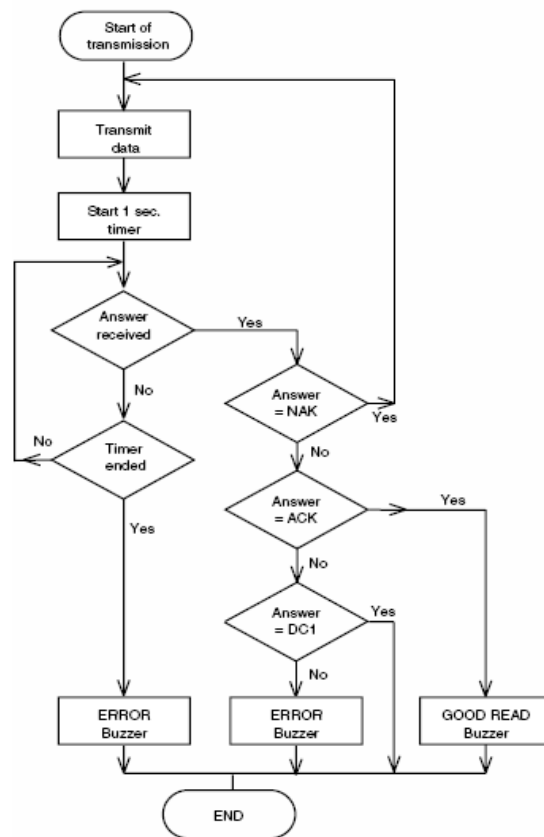 Start of
transmission
Transmit
data
Start 1 sec.
timer
Answer
received
Yes
No
Answer
= NAK
Yes
No
Timer
ended
No
Yes
Answer
= ACK
Yes
No
Answer
= DC1
Yes
No
ERROR
Buzzer
ERROR
Buzzer
GOOD READ
Buzzer
END